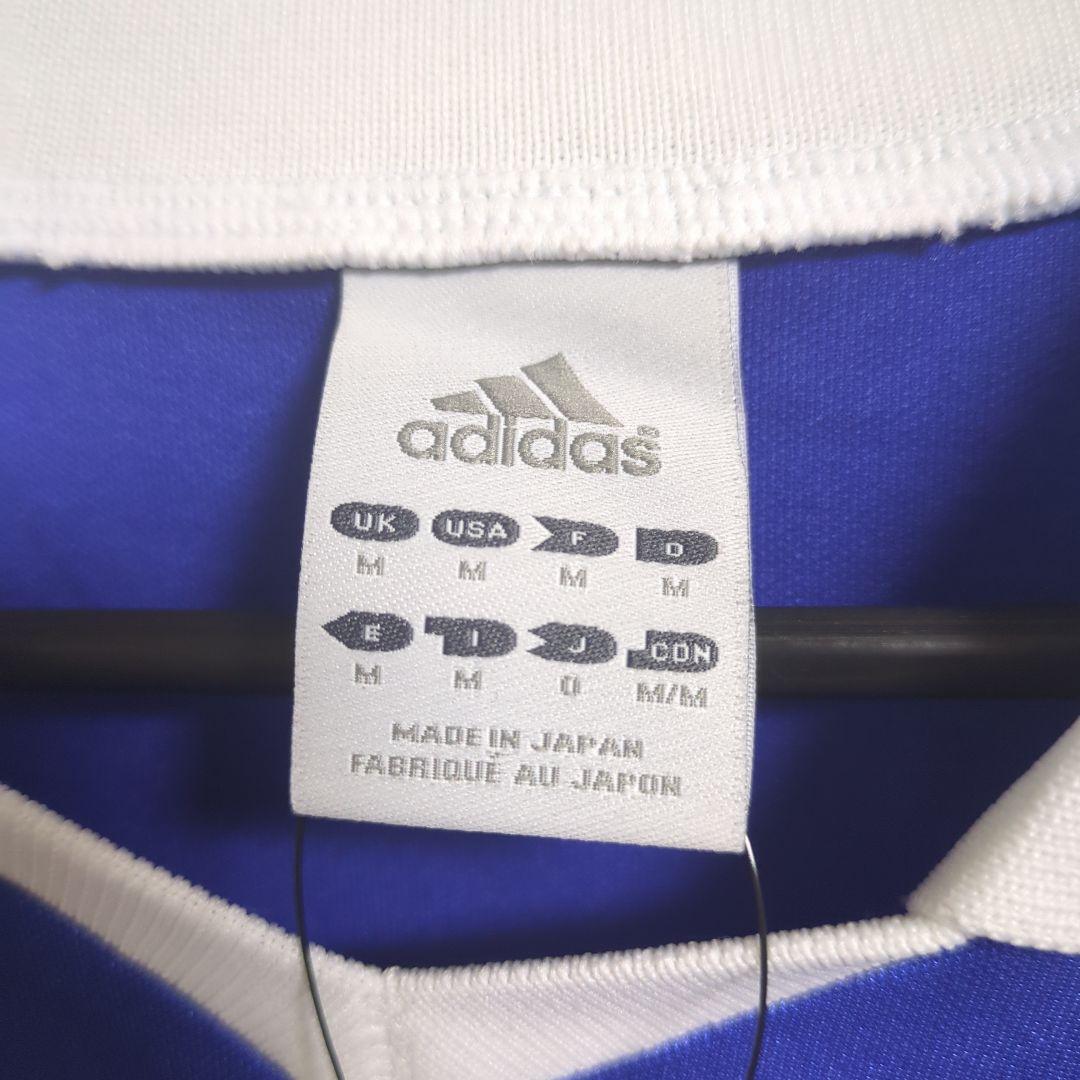 adidas
UK USA F D
M M M M
E I J CDN
M M O M/M
MADE IN JAPAN
FABRIQUÉ AU JAPON